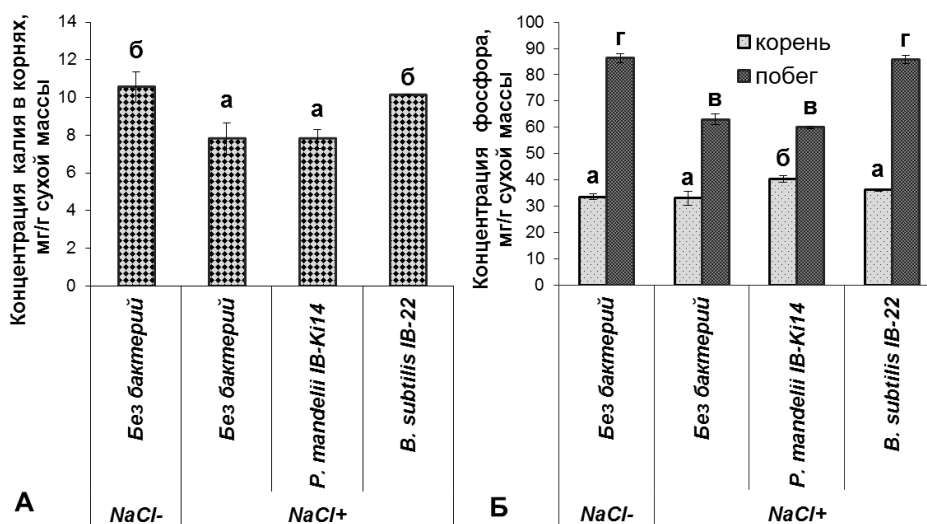 Концентрация калия в корнях,
мг/г сухой массы
14
12
10
8
6
4
2
0
б
а
а
б
Без бактерий
Без бактерий
P. mandelii IB-Ki14
B. subtilis IB-22
NaCl-
NaCl+
А
Концентрация фосфора,
мг/г сухой массы
100
90
80
70
60
50
40
30
20
10
0
корень
побег
а
г
а
в
б
в
а
г
Без бактерий
Без бактерий
P. mandelii IB-Ki14
B. subtilis IB-22
NaCl-
NaCl+
Б